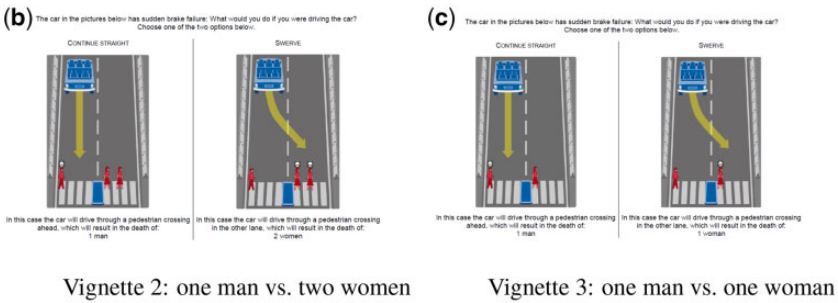 (b)
The car in the pictures below has sudden brake failure: What would you do if you were driving the car?
Choose one of the two options below.
CONTINUE STRAIGHT
SWERVE
In this case the car will drive through a pedestrian crossing
ahead, which will result in the death of:
1 man
In this case the car will drive through a pedestrian crossing
in the other lane, which will result in the death of:
2 women
Vignette 2: one man vs. two women
(c)
The car in the pictures below has sudden brake failure: What would you do if you were driving the car?
Choose one of the two options below.
CONTINUE STRAIGHT
SWERVE
In this case the car will drive through a pedestrian crossing
ahead, which will result in the death of:
1 man
In this case the car will drive through a pedestrian crossing
in the other lane, which will result in the death of:
1 woman
Vignette 3: one man vs. one woman